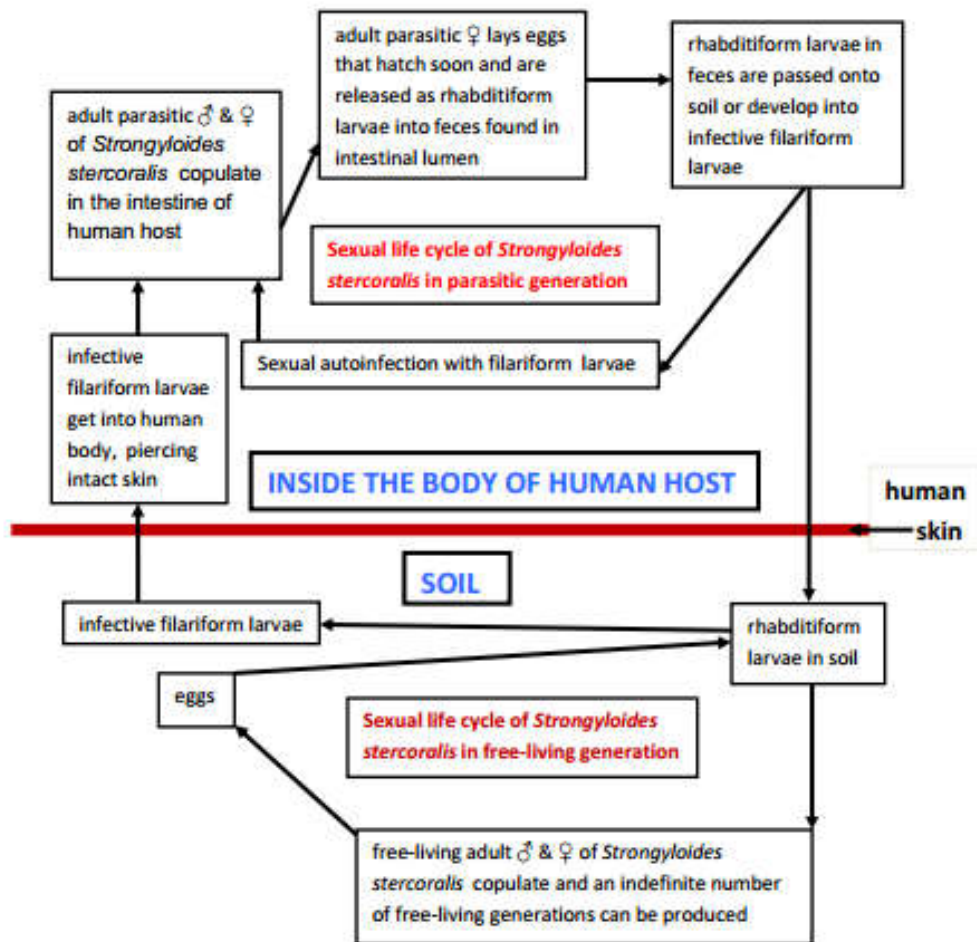 adult parasitic ♂ & ♀
of Strongyloides
stercoralis copulate
in the intestine of
human host
adult parasitic ♀ lays eggs
that hatch soon and are
released as rhabditiform
larvae into feces found in
intestinal lumen
rhabditiform larvae in
feces are passed onto
soil or develop into
infective filariform
larvae
Sexual life cycle of Strongyloides
stercoralis in parasitic generation
infective
filariform larvae
get into human
body, piercing
intact skin
Sexual autoinfection with filariform larvae
INSIDE THE BODY OF HUMAN HOST
human
skin
SOIL
infective filariform larvae
rhabditiform
larvae in soil
eggs
Sexual life cycle of Strongyloides
stercoralis in free-living generation
free-living adult ♂ & ♀ of Strongyloides
stercoralis copulate and an indefinite number
of free-living generations can be produced